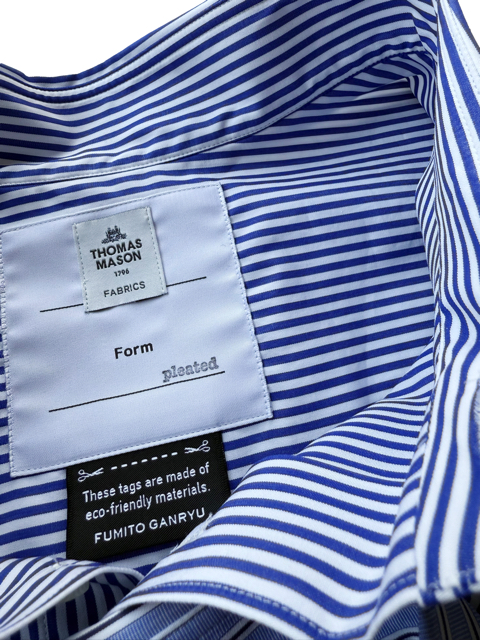 THOMAS
MASON
1796
FABRICS
Form
pleated
These tags are made of
eco-friendly materials.
FUMITO GANRYU